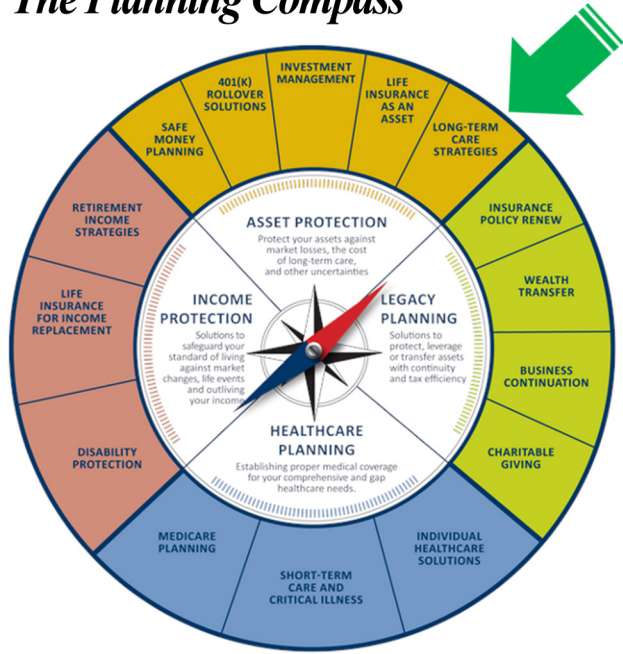 The Planning Compass
INVESTMENT
MANAGEMENT
401(K)
ROLLOVER
SOLUTIONS
LIFE
INSURANCE
AS AN
ASSET
SAFE
MONEY
PLANNING
LONG-TERM
CARE
STRATEGIES
RETIREMENT
INCOME
STRATEGIES
INSURANCE
POLICY RENEW
ASSET PROTECTION
Protect your assets against
market losses, the cost
of long-term care,
and other uncertainties
WEALTH
TRANSFER
LIFE
INSURANCE
FOR INCOME
REPLACEMENT
INCOME
PROTECTION
Solutions to
safeguard your
standard of living
against market
changes, life events
and outliving
your income
LEGACY
PLANNING
Solutions to
protect, leverage
or transfer assets
with continuity
and tax efficiency
BUSINESS
CONTINUATION
DISABILITY
PROTECTION
HEALTHCARE
PLANNING
Establishing proper medical coverage
for your comprehensive and gap
healthcare needs.
CHARITABLE
GIVING
MEDICARE
PLANNING
SHORT-TERM
CARE AND
CRITICAL ILLNESS
INDIVIDUAL
HEALTHCARE
SOLUTIONS